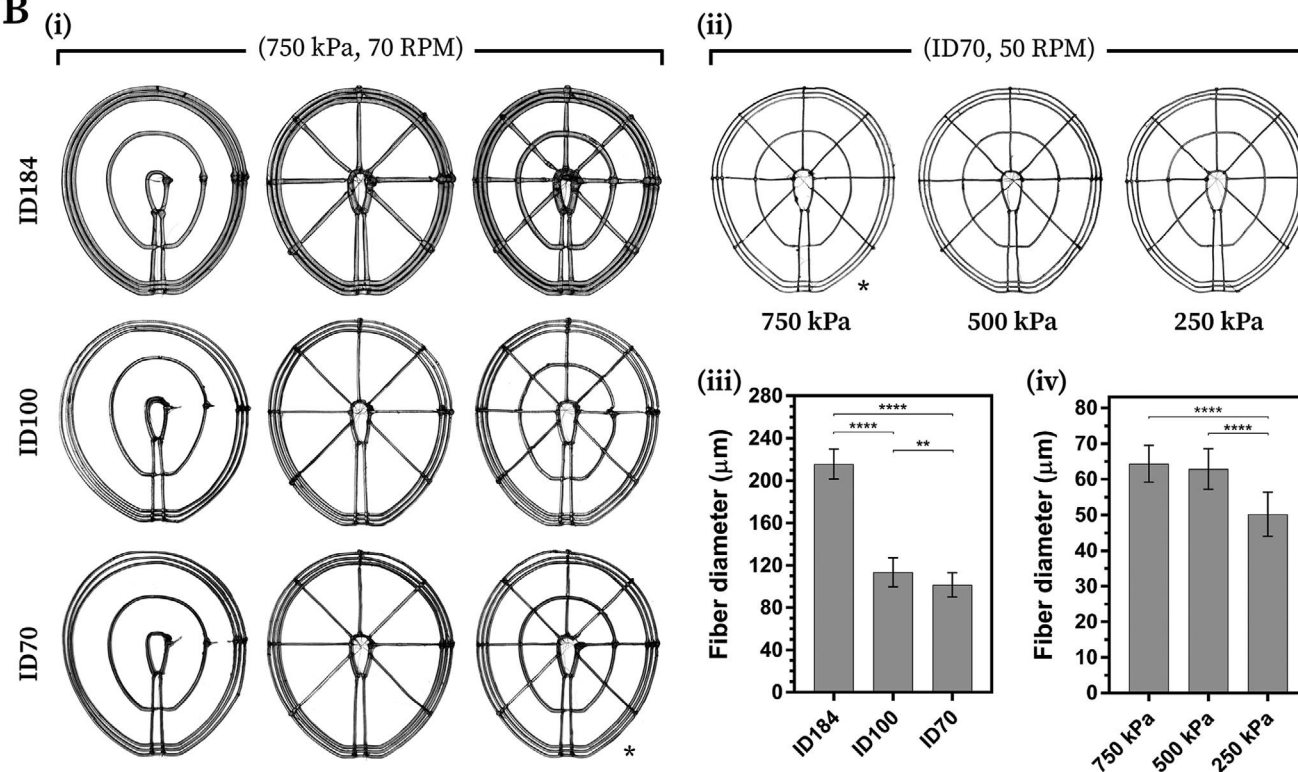 B
(i)
(750 kPa, 70 RPM)
ID184
ID100
ID70
*
(ii)
(ID70, 50 RPM)
*
750 kPa
500 kPa
250 kPa
(iii)
Fiber diameter (μm)
280
240
200
160
120
80
40
0
****
****
**
ID184
ID100
ID70
(iv)
Fiber diameter (μm)
80
70
60
50
40
30
20
10
0
****
****
750 kPa
500 kPa
250 kPa